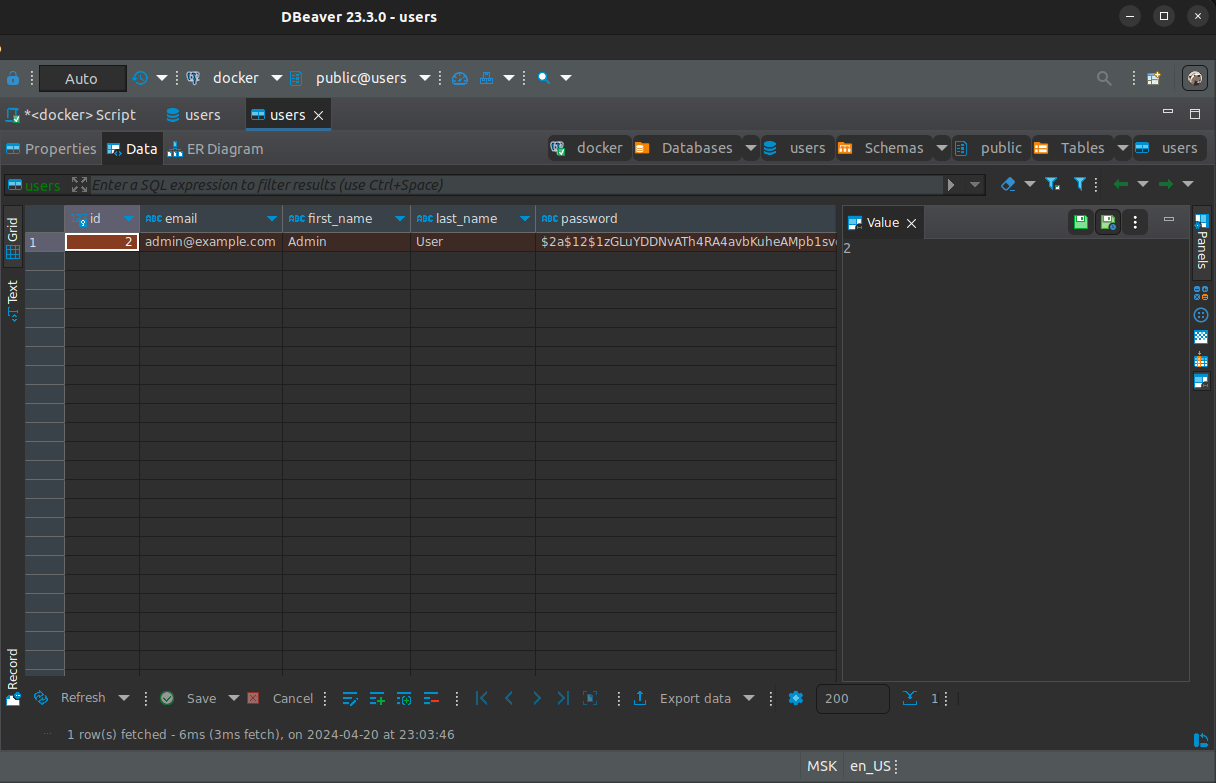 DBeaver 23.3.0 - users
Auto docker public@users
*<docker> Script users users
Properties Data ER Diagram docker Databases users Schemas public Tables users
users Enter a SQL expression to filter results (use Ctrl+Space)
Grid
Text
Record
id ABC email ABC first_name ABC last_name ABC password
1 2 admin@example.com Admin User $2a$12$1zGLuYDDNvATh4RA4avbKuheAMpb1sv
Value
2
Panels
Refresh Save Cancel Export data 200 1
1 row(s) fetched - 6ms (3ms fetch), on 2024-04-20 at 23:03:46
MSK en_US